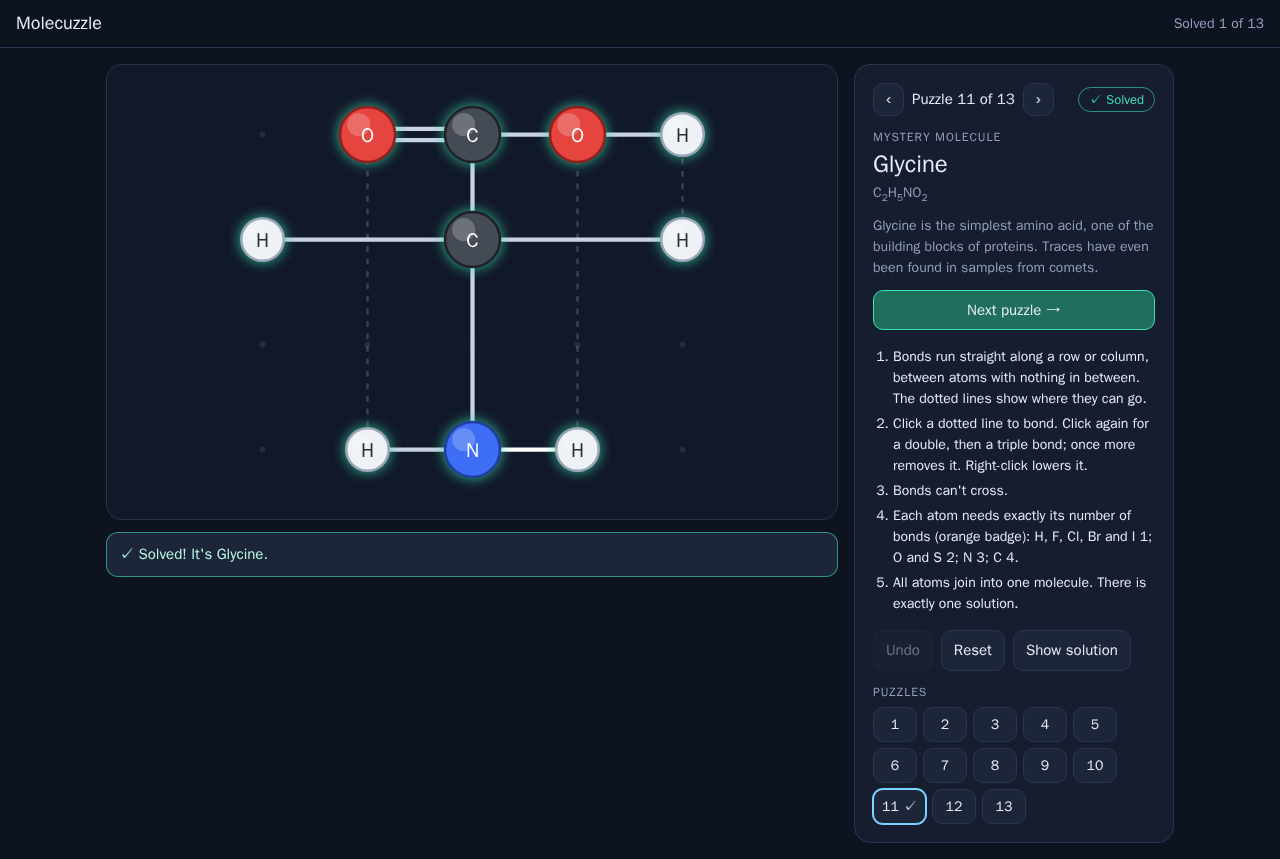 Molecuzzle
Solved 1 of 13
O C O H
H C H
H N H
✓ Solved! It's Glycine.
‹ Puzzle 11 of 13 › ✓ Solved
MYSTERY MOLECULE
Glycine
C₂H₅NO₂
Glycine is the simplest amino acid, one of the
building blocks of proteins. Traces have even
been found in samples from comets.
Next puzzle →
1. Bonds run straight along a row or column,
between atoms with nothing in between.
The dotted lines show where they can go.
2. Click a dotted line to bond. Click again for
a double, then a triple bond; once more
removes it. Right-click lowers it.
3. Bonds can't cross.
4. Each atom needs exactly its number of
bonds (orange badge): H, F, Cl, Br and I 1;
O and S 2; N 3; C 4.
5. All atoms join into one molecule. There is
exactly one solution.
Undo Reset Show solution
PUZZLES
1 2 3 4 5
6 7 8 9 10
11 ✓ 12 13